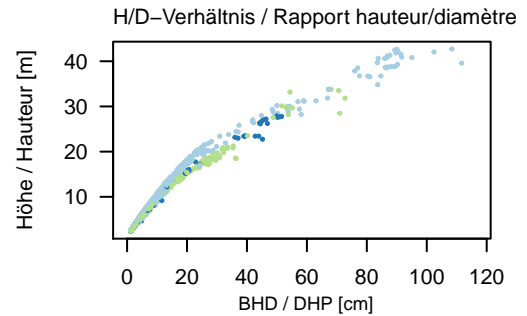 H/D−Verhältnis / Rapport hauteur/diamètre
Höhe / Hauteur [m]
40
30
20
10
0 20 40 60 80 100 120
BHD / DHP [cm]